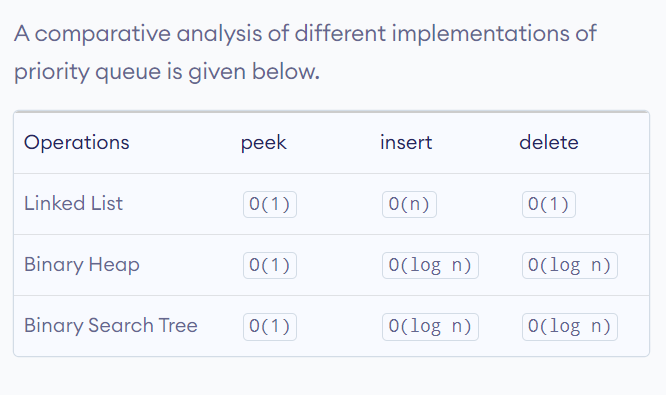 A comparative analysis of different implementations of
priority queue is given below.
Operations peek insert delete
Linked List O(1) O(n) O(1)
Binary Heap O(1) O(log n) O(log n)
Binary Search Tree O(1) O(log n) O(log n)